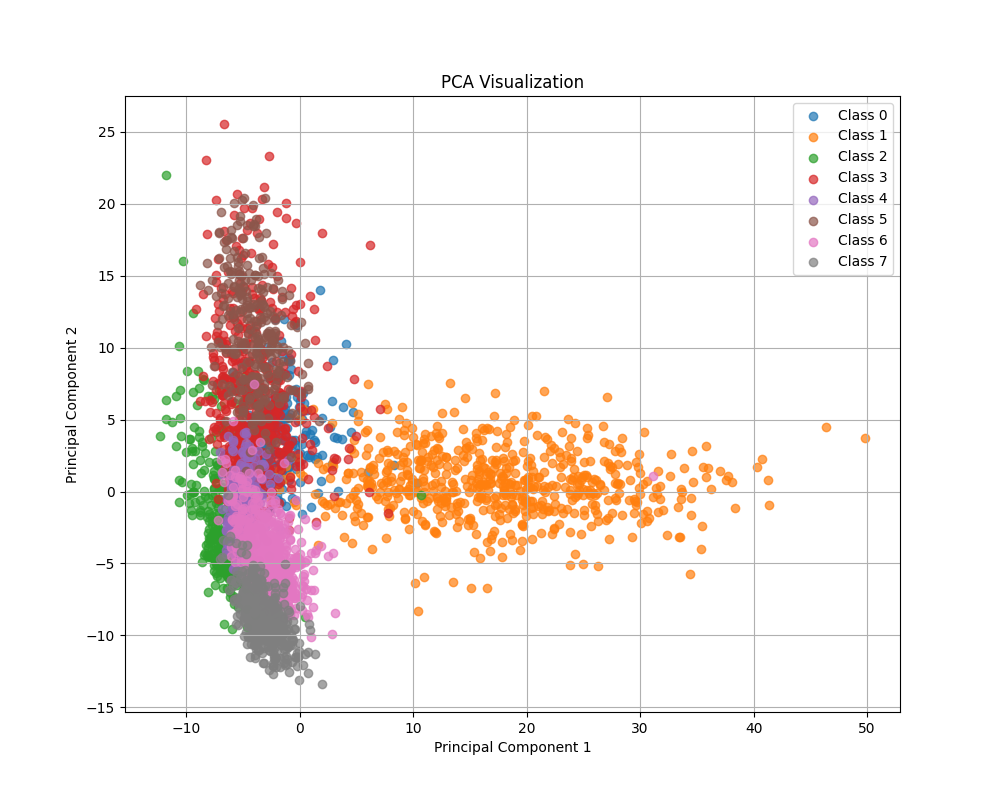 PCA Visualization
Class 0
Class 1
Class 2
Class 3
Class 4
Class 5
Class 6
Class 7
Principal Component 2
25
20
15
10
5
0
−5
−10
−15
−10
0
10
20
30
40
50
Principal Component 1